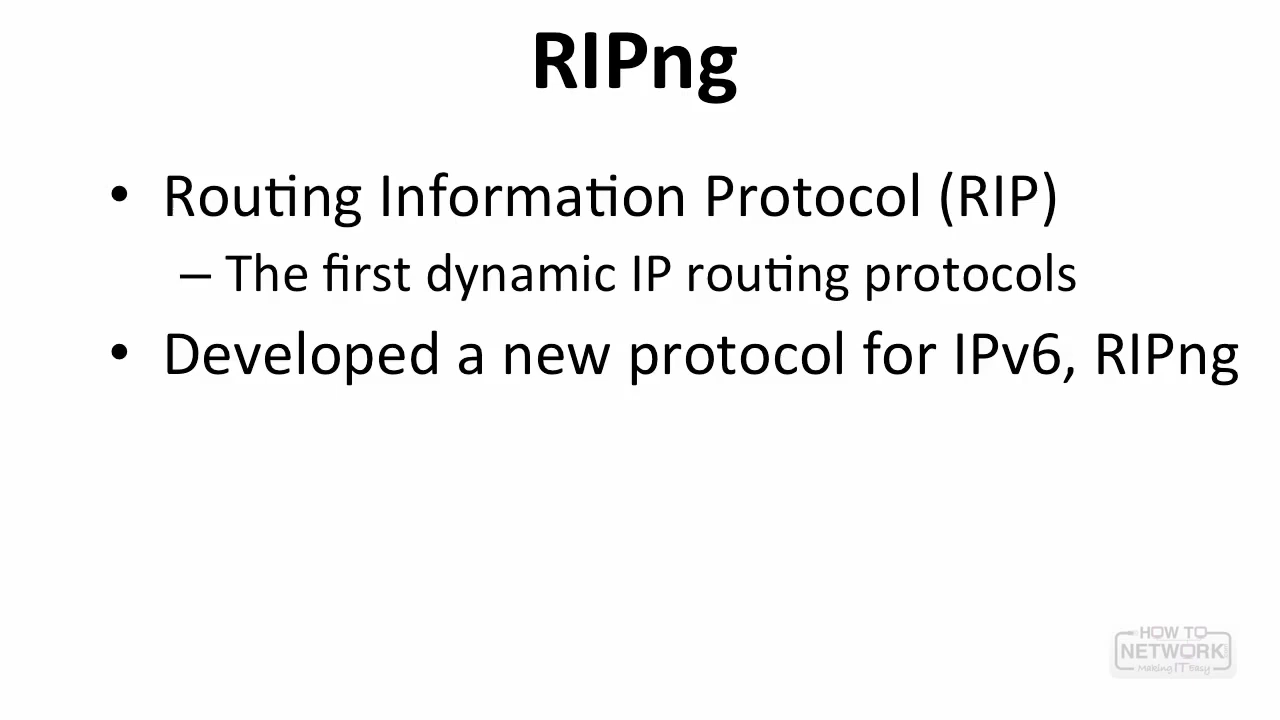 RIPng
• Routing Information Protocol (RIP)
– The first dynamic IP routing protocols
• Developed a new protocol for IPv6, RIPng
HOW TO
NETWORK
Making IT Easy